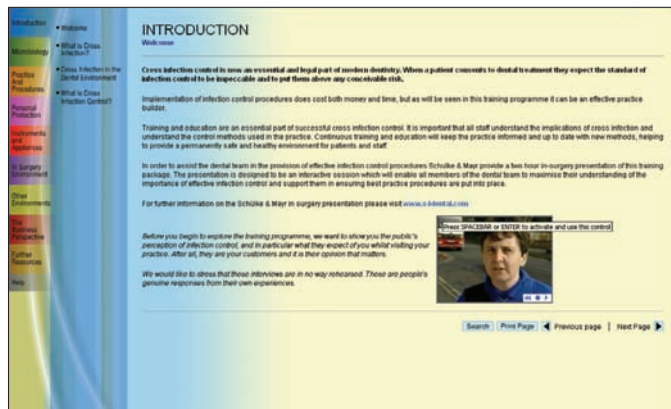 Introduction
Microbiology
Practice
And
Procedures
Personal
Protection
Instruments
and
Appliances
In Surgery
Environment
Other
Environments
The
Business
Perspective
Further
Resources
Help
• Welcome
• What is Cross
Infection?
• Cross Infection in the
Dental Environment
• What is Cross
Infection Control?
INTRODUCTION
Welcome
Cross infection control is now an essential and legal part of modern dentistry. When a patient consents to dental treatment they expect the standard of
infection control to be impeccable and to put them above any conceivable risk.
Implementation of infection control procedures does cost both money and time, but as will be seen in this training programme it can be an effective practice
builder.
Training and education are an essential part of successful cross infection control. It is important that all staff understand the implications of cross infection and
understand the control methods used in the practice. Continuous training and education will keep the practice informed and up to date with new methods, helping
to provide a permanently safe and healthy environment for patients and staff.
In order to assist the dental team in the provision of effective infection control procedures Schülke & Mayr provide a two hour in-surgery presentation of this training
package. The presentation is designed to be an interactive session which will enable all members of the dental team to maximise their understanding of the
importance of effective infection control and support them in ensuring best practice procedures are put into place.
For further information on the Schülke & Mayr in surgery presentation please visit www.s4dental.com
Before you begin to explore the training programme, we want to show you the public's
perception of infection control, and in particular what they expect of you whilst visiting your
practice. After all, they are your customers and it is their opinion that matters.
We would like to stress that these interviews are in no way rehearsed. These are people's
genuine responses from their own experiences.
Press SPACEBAR or ENTER to activate and use this control
Search Print Page Previous page | Next Page